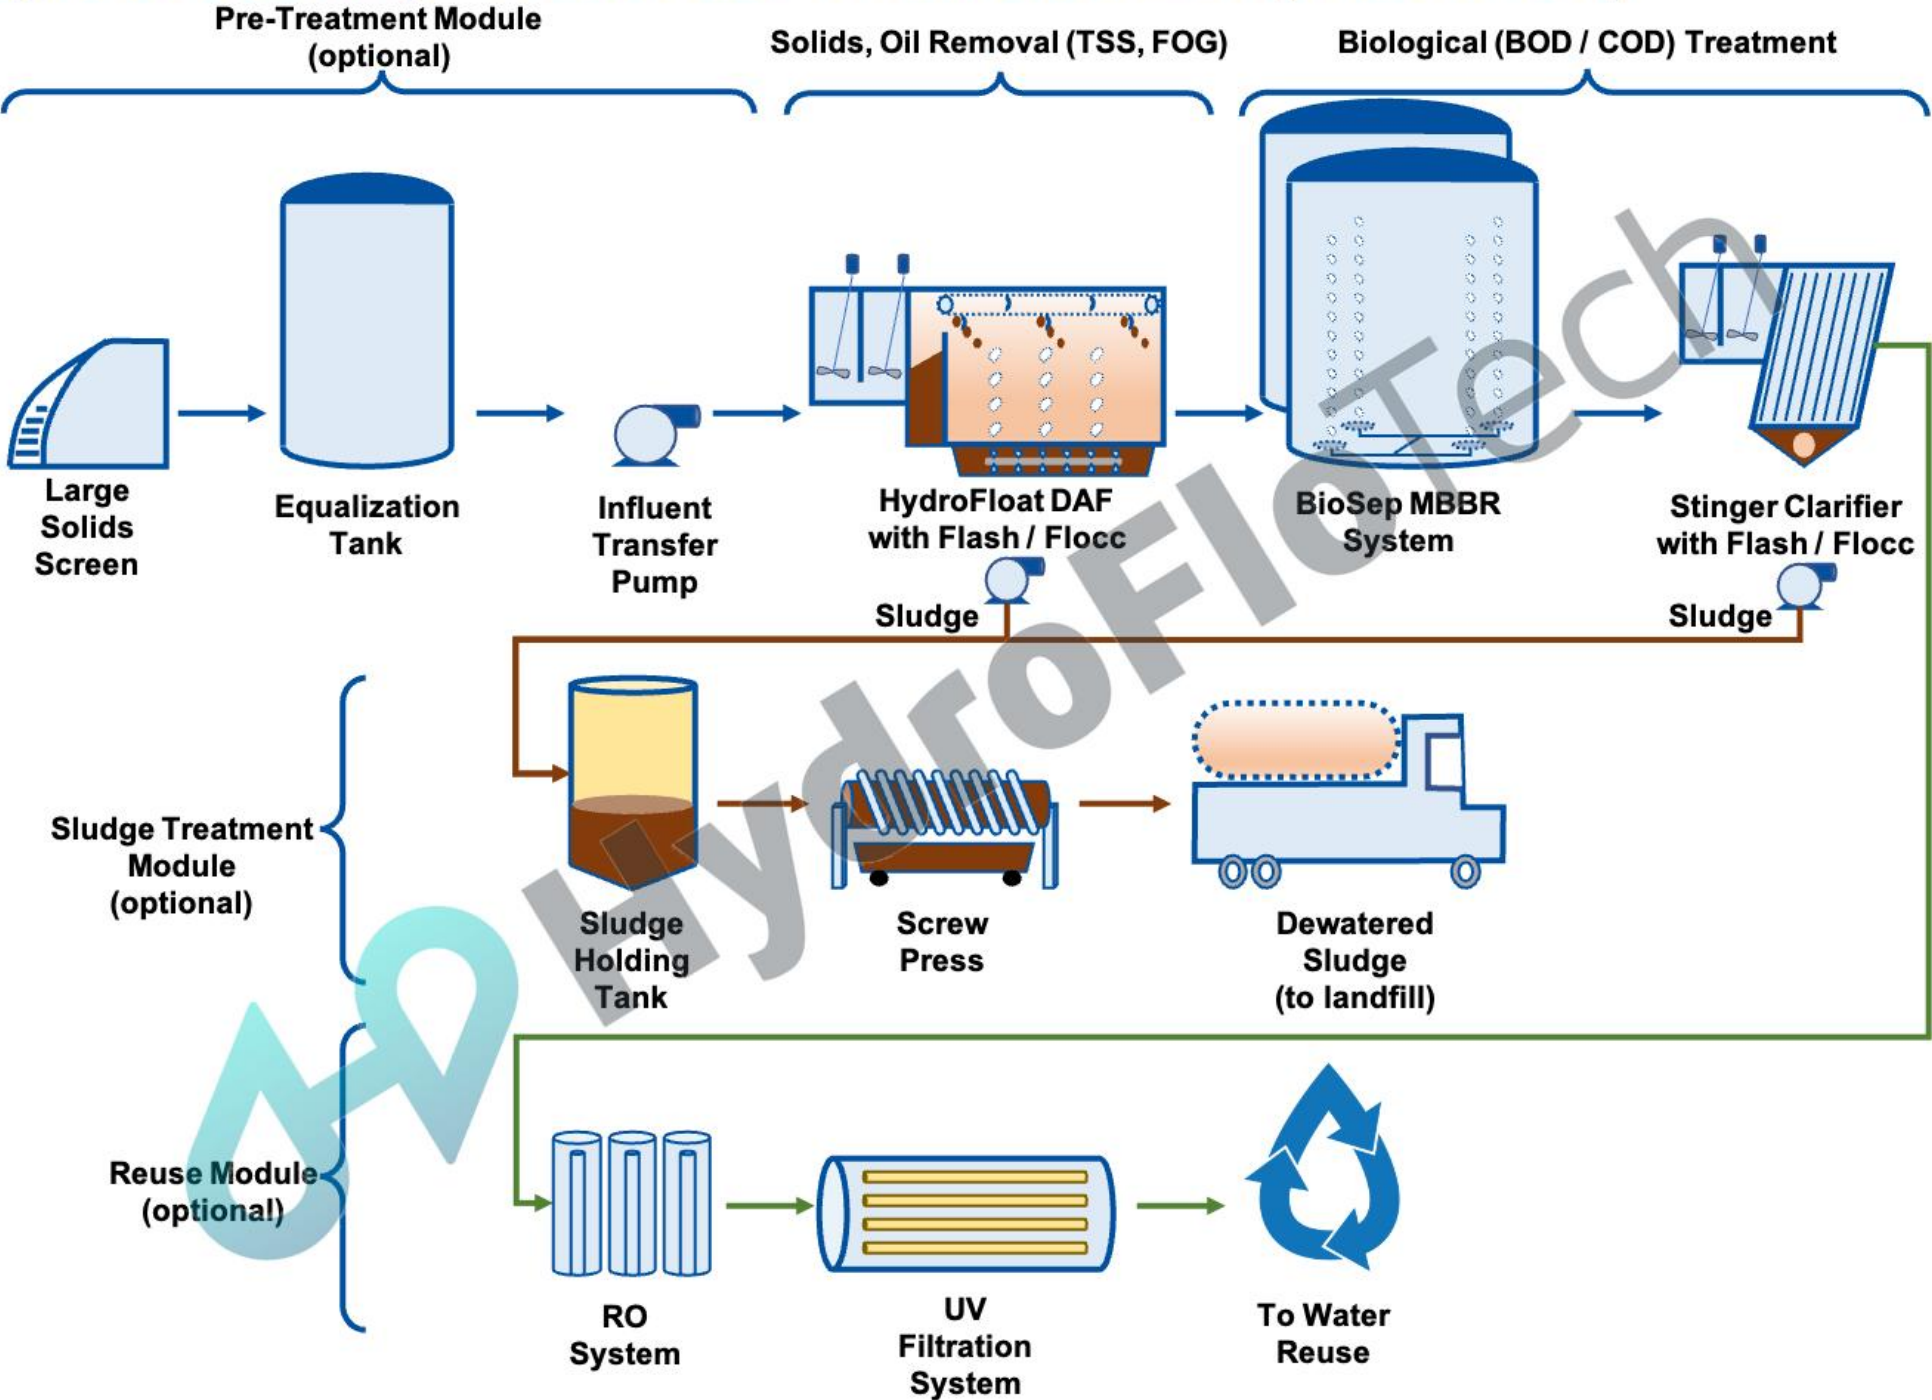 Pre-Treatment Module
(optional)
Solids, Oil Removal (TSS, FOG)
Biological (BOD / COD) Treatment
Large
Solids
Screen
Equalization
Tank
Influent
Transfer
Pump
HydroFloat DAF
with Flash / Flocc
BioSep MBBR
System
Stinger Clarifier
with Flash / Flocc
Sludge
Sludge
HydroFloTech
Sludge Treatment
Module
(optional)
Sludge
Holding
Tank
Screw
Press
Dewatered
Sludge
(to landfill)
Reuse Module
(optional)
RO
System
UV
Filtration
System
To Water
Reuse